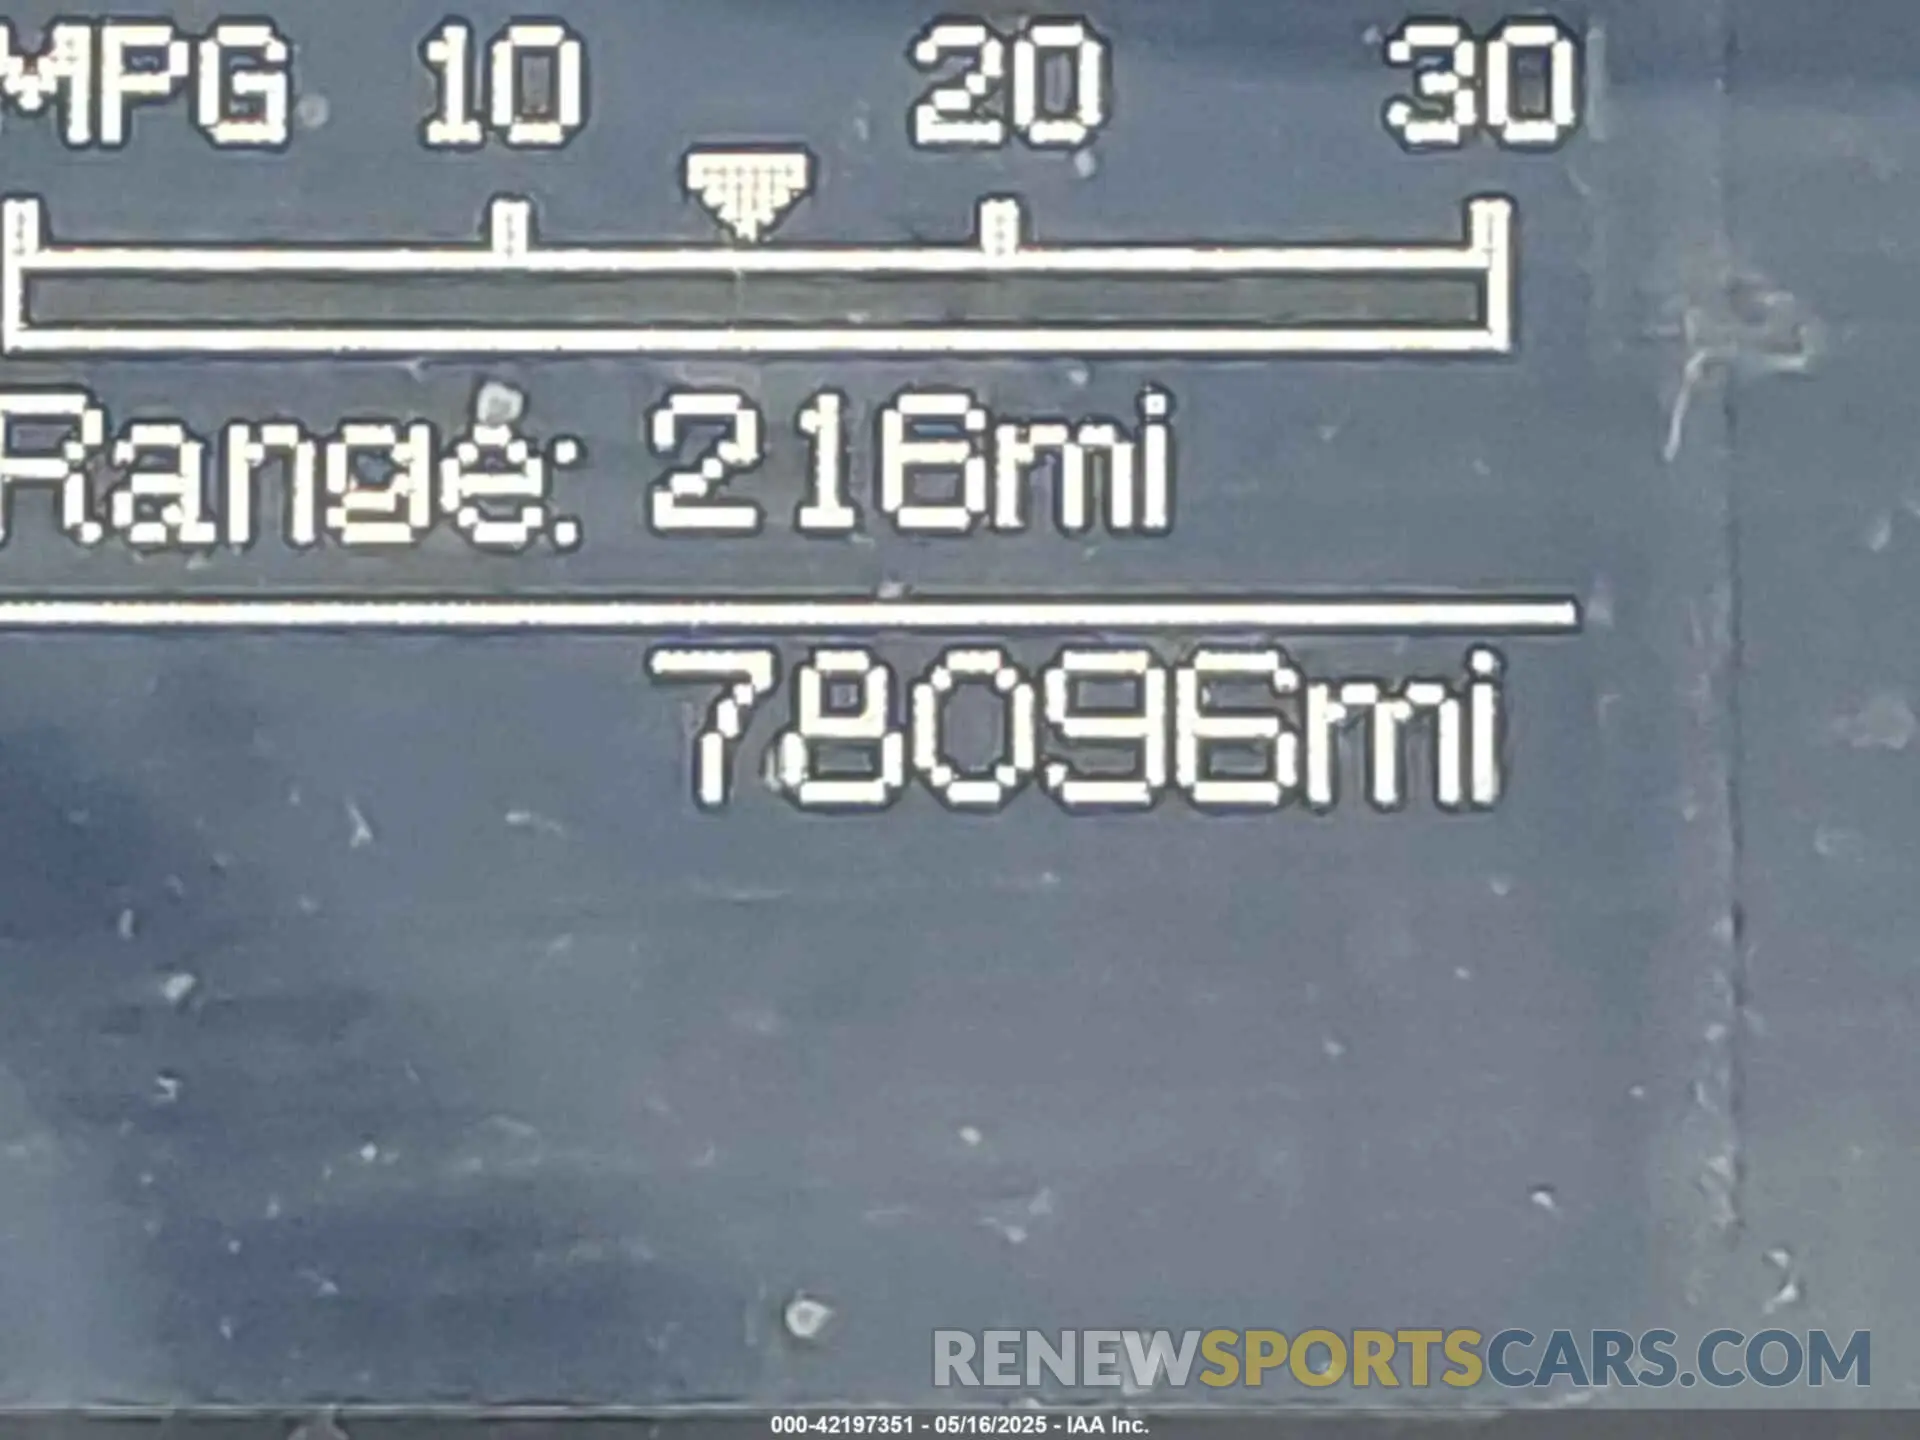 MPG 10 20 30
Range: 216mi
78096mi
RENEWSPORTSCARS.COM
000-42197351 - 05/16/2025 - IAA Inc.